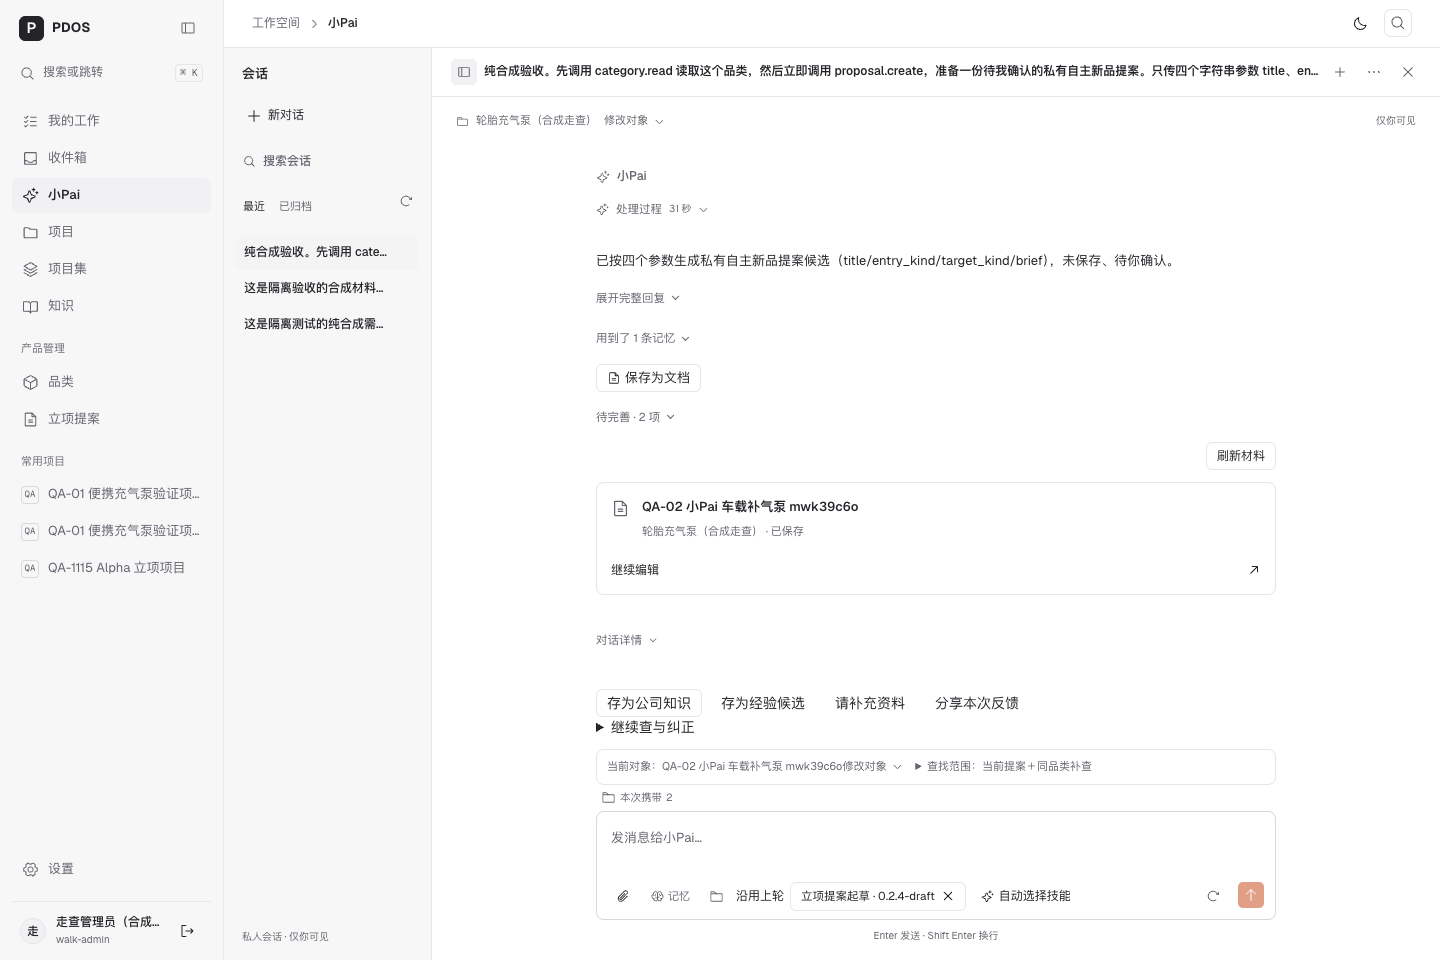 P PDOS
搜索或跳转 ⌘ K
我的工作
收件箱
小Pai
项目
项目集
知识
产品管理
品类
立项提案
常用项目
QA QA-01 便携充气泵验证项...
QA QA-01 便携充气泵验证项...
QA QA-1115 Alpha 立项项目
设置
走 走查管理员（合成...
walk-admin
工作空间 > 小Pai
会话
新对话
搜索会话
最近 已归档
纯合成验收。先调用 cate...
这是隔离验收的合成材料...
这是隔离测试的纯合成需...
私人会话 · 仅你可见
纯合成验收。先调用 category.read 读取这个品类，然后立即调用 proposal.create，准备一份待我确认的私有自主新品提案。只传四个字符串参数 title、en...
轮胎充气泵（合成走查） 修改对象
仅你可见
小Pai
处理过程 31 秒
已按四个参数生成私有自主新品提案候选（title/entry_kind/target_kind/brief），未保存、待你确认。
展开完整回复
用到了 1 条记忆
保存为文档
待完善 · 2 项
刷新材料
QA-02 小Pai 车载补气泵 mwk39c6o
轮胎充气泵（合成走查） · 已保存
继续编辑
对话详情
存为公司知识 存为经验候选 请补充资料 分享本次反馈
▶ 继续查与纠正
当前对象：QA-02 小Pai 车载补气泵 mwk39c6o修改对象 ▶ 查找范围：当前提案＋同品类补查
本次携带 2
发消息给小Pai...
记忆 沿用上轮 立项提案起草 · 0.2.4-draft 自动选择技能
Enter 发送 · Shift Enter 换行